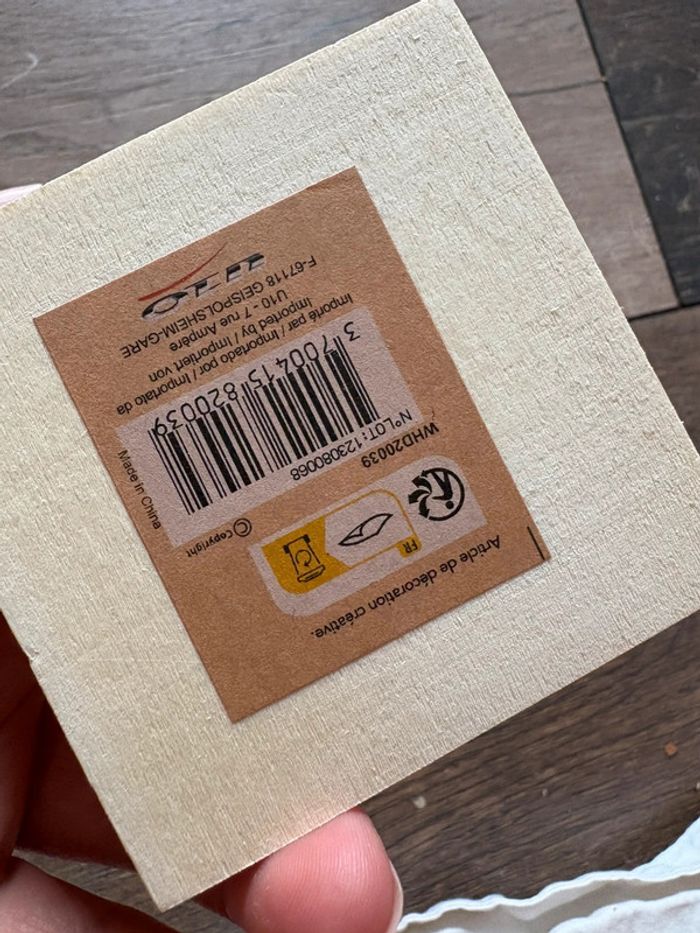 Article de décoration créative.
FR
© Copyright
WHD20039
N°LOT:123080068
3 700415 820039
Made in China
Importé par / Importado por / Importato da
Imported by / Importiert von
U10 - 7 rue Ampère
F-67118 GEISPOLSHEIM-GARE